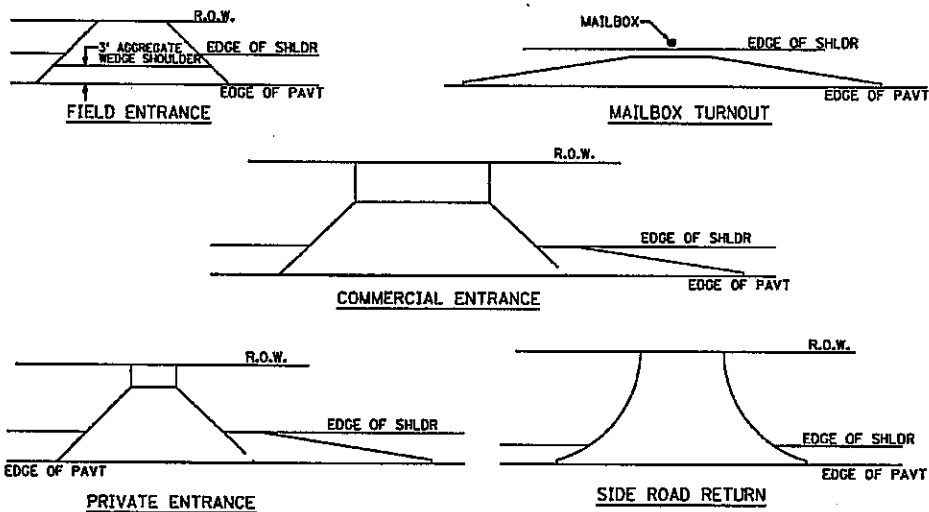 R.O.W.
3' AGGREGATE
WEDGE SHOULDER
EDGE OF SHLDR
EDGE OF PAVT
FIELD ENTRANCE
MAILBOX
EDGE OF SHLDR
EDGE OF PAVT
MAILBOX TURNOUT
R.O.W.
EDGE OF SHLDR
EDGE OF PAVT
COMMERCIAL ENTRANCE
R.O.W.
EDGE OF SHLDR
EDGE OF PAVT
PRIVATE ENTRANCE
R.O.W.
EDGE OF SHLDR
EDGE OF PAVT
SIDE ROAD RETURN